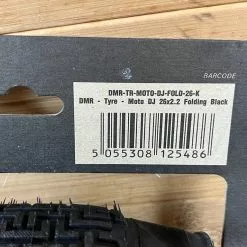 BARCODE
DMR-TR-MOTO-DJ-FOLD-26-K
DMR - Tyre - Moto DJ 26x2.2 Folding Black
5 055308 125486